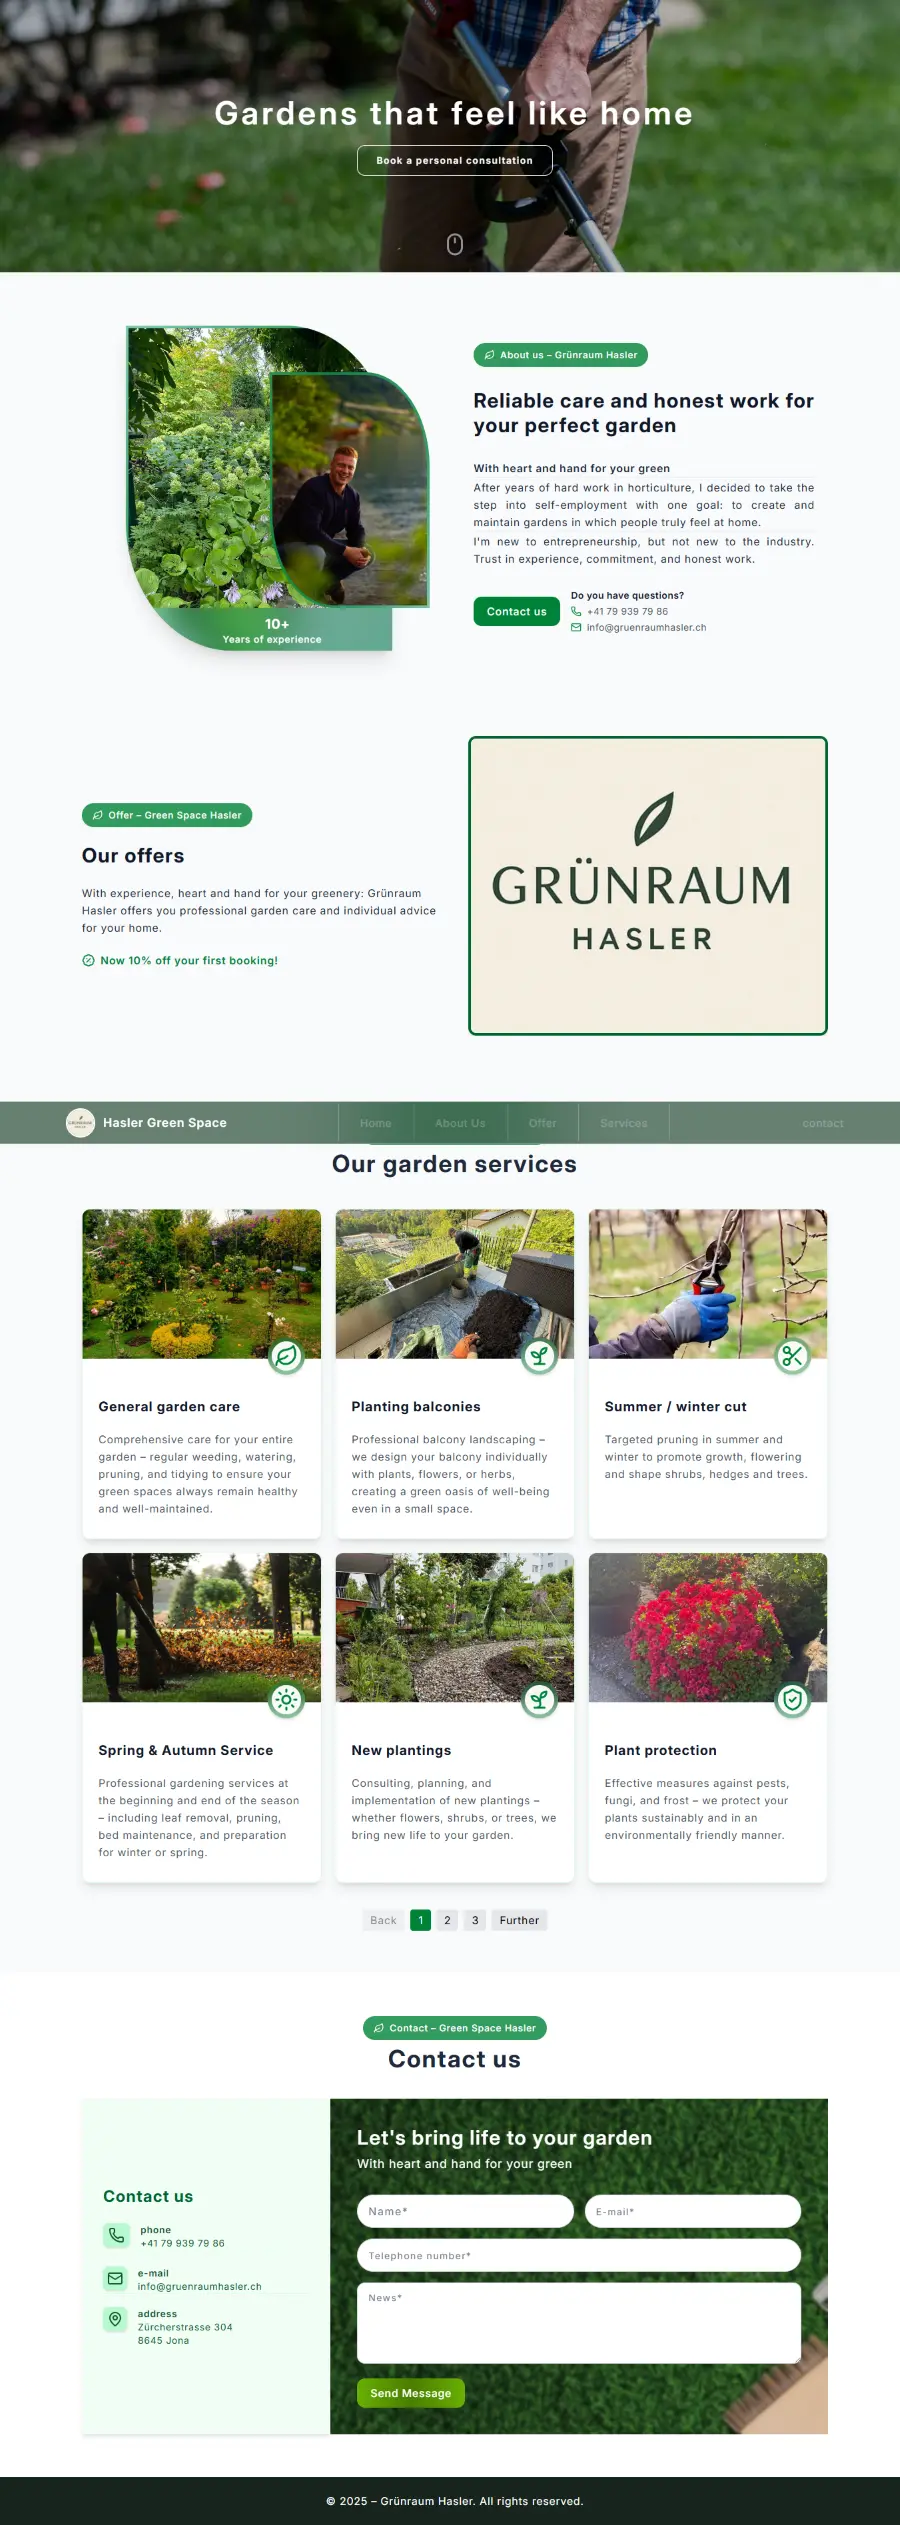 Gardens that feel like home
Book a personal consultation
About us – Grünraum Hasler
Reliable care and honest work for
your perfect garden
With heart and hand for your green
After years of hard work in horticulture, I decided to take the
step into self-employment with one goal: to create and
maintain gardens in which people truly feel at home.
I'm new to entrepreneurship, but not new to the industry.
Trust in experience, commitment, and honest work.
Contact us
Do you have questions?
+41 79 939 79 86
info@gruenraumhasler.ch
10+
Years of experience
Offer – Green Space Hasler
Our offers
With experience, heart and hand for your greenery: Grünraum
Hasler offers you professional garden care and individual advice
for your home.
Now 10% off your first booking!
GRÜNRAUM
HASLER
Hasler Green Space
Home
About Us
Offer
Services
contact
Our garden services
General garden care
Comprehensive care for your entire
garden – regular weeding, watering,
pruning, and tidying to ensure your
green spaces always remain healthy
and well-maintained.
Planting balconies
Professional balcony landscaping –
we design your balcony individually
with plants, flowers, or herbs,
creating a green oasis of well-being
even in a small space.
Summer / winter cut
Targeted pruning in summer and
winter to promote growth, flowering
and shape shrubs, hedges and trees.
Spring & Autumn Service
Professional gardening services at
the beginning and end of the season
– including leaf removal, pruning,
bed maintenance, and preparation
for winter or spring.
New plantings
Consulting, planning, and
implementation of new plantings –
whether flowers, shrubs, or trees, we
bring new life to your garden.
Plant protection
Effective measures against pests,
fungi, and frost – we protect your
plants sustainably and in an
environmentally friendly manner.
Back 1 2 3 Further
Contact – Green Space Hasler
Contact us
Contact us
phone
+41 79 939 79 86
e-mail
info@gruenraumhasler.ch
address
Zürcherstrasse 304
8645 Jona
Let's bring life to your garden
With heart and hand for your green
Name*
E-mail*
Telephone number*
News*
Send Message
© 2025 – Grünraum Hasler. All rights reserved.